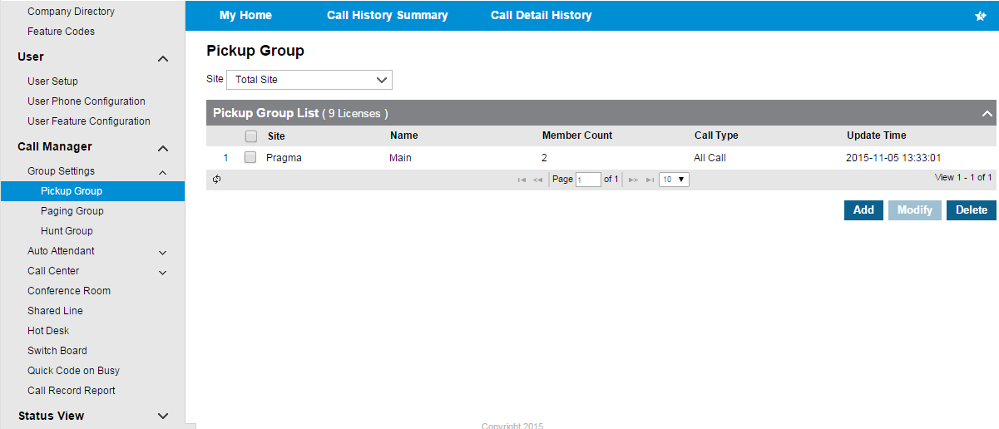 Company Directory
Feature Codes
User
User Setup
User Phone Configuration
User Feature Configuration
Call Manager
Group Settings
Pickup Group
Paging Group
Hunt Group
Auto Attendant
Call Center
Conference Room
Shared Line
Hot Desk
Switch Board
Quick Code on Busy
Call Record Report
Status View
My Home Call History Summary Call Detail History
Pickup Group
Site Total Site
Pickup Group List ( 9 Licenses )
Site Name Member Count Call Type Update Time
1 Pragma Main 2 All Call 2015-11-05 13:33:01
Page 1 of 1 10 View 1 - 1 of 1
Add Modify Delete
Copyright 2015